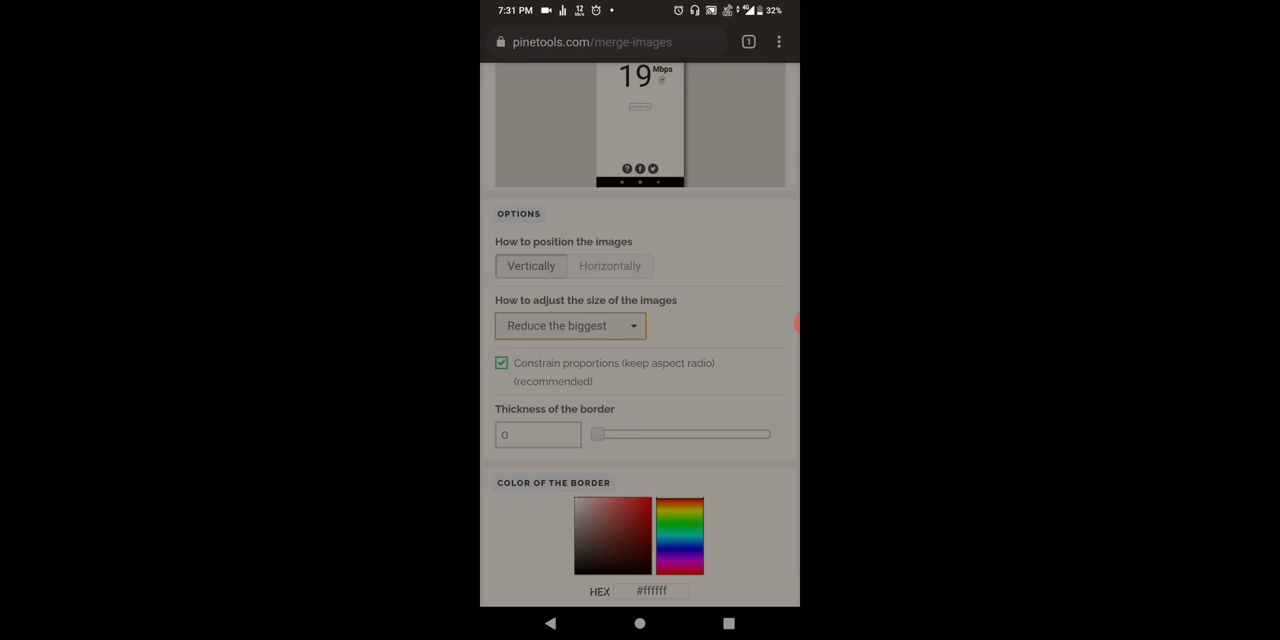 7:31 PM 12 4G 32%
pinetools.com/merge-images 1
19 Mbps
OPTIONS
How to position the images
Vertically Horizontally
How to adjust the size of the images
Reduce the biggest
Constrain proportions (keep aspect radio)
(recommended)
Thickness of the border
0
COLOR OF THE BORDER
HEX #ffffff